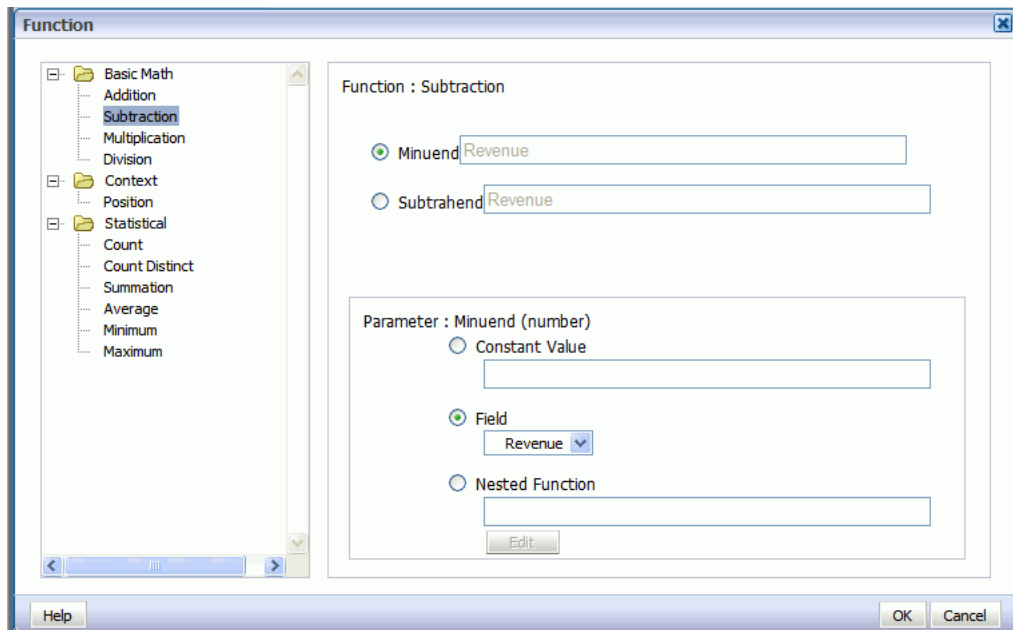 Function
Basic Math
Addition
Subtraction
Multiplication
Division
Context
Position
Statistical
Count
Count Distinct
Summation
Average
Minimum
Maximum
Function : Subtraction
Minuend Revenue
Subtrahend Revenue
Parameter : Minuend (number)
Constant Value
Field
Revenue
Nested Function
Edit
Help
OK Cancel